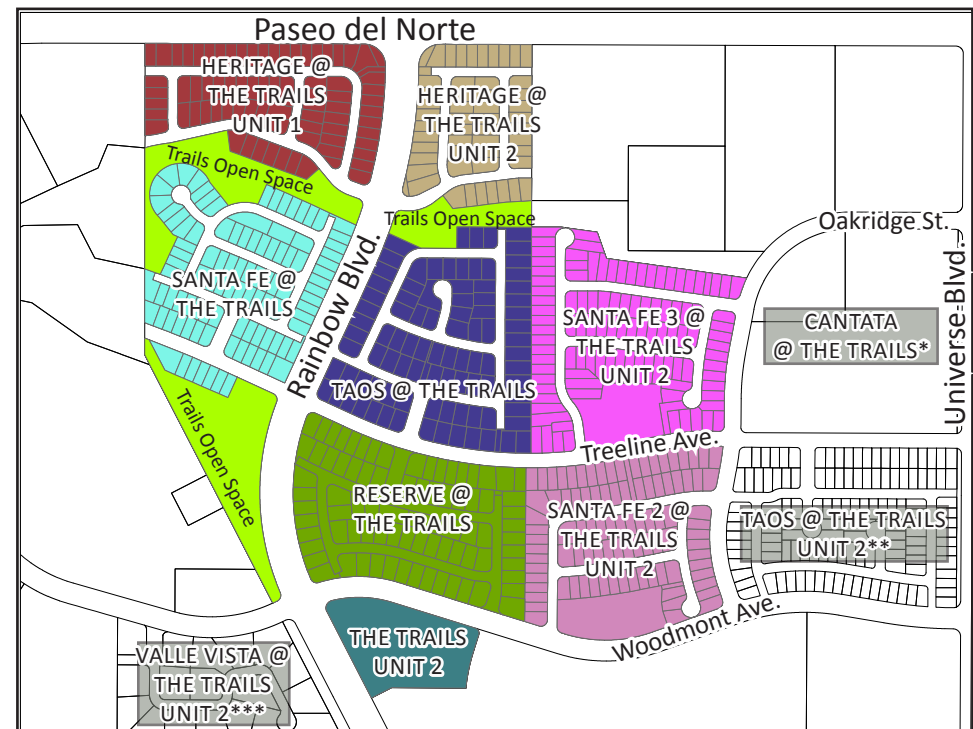 Paseo del Norte
HERITAGE @
THE TRAILS
UNIT 1
HERITAGE @
THE TRAILS
UNIT 2
Trails Open Space
Trails Open Space
Oakridge St.
Rainbow Blvd.
Universe Blvd.
SANTA FE @
THE TRAILS
SANTA FE 3 @
THE TRAILS
UNIT 2
CANTATA
@ THE TRAILS*
TAOS @ THE TRAILS
Trails Open Space
Treeline Ave.
RESERVE @
THE TRAILS
SANTA FE 2 @
THE TRAILS
UNIT 2
TAOS @ THE TRAILS
UNIT 2**
Woodmont Ave.
THE TRAILS
UNIT 2
VALLE VISTA @
THE TRAILS
UNIT 2***